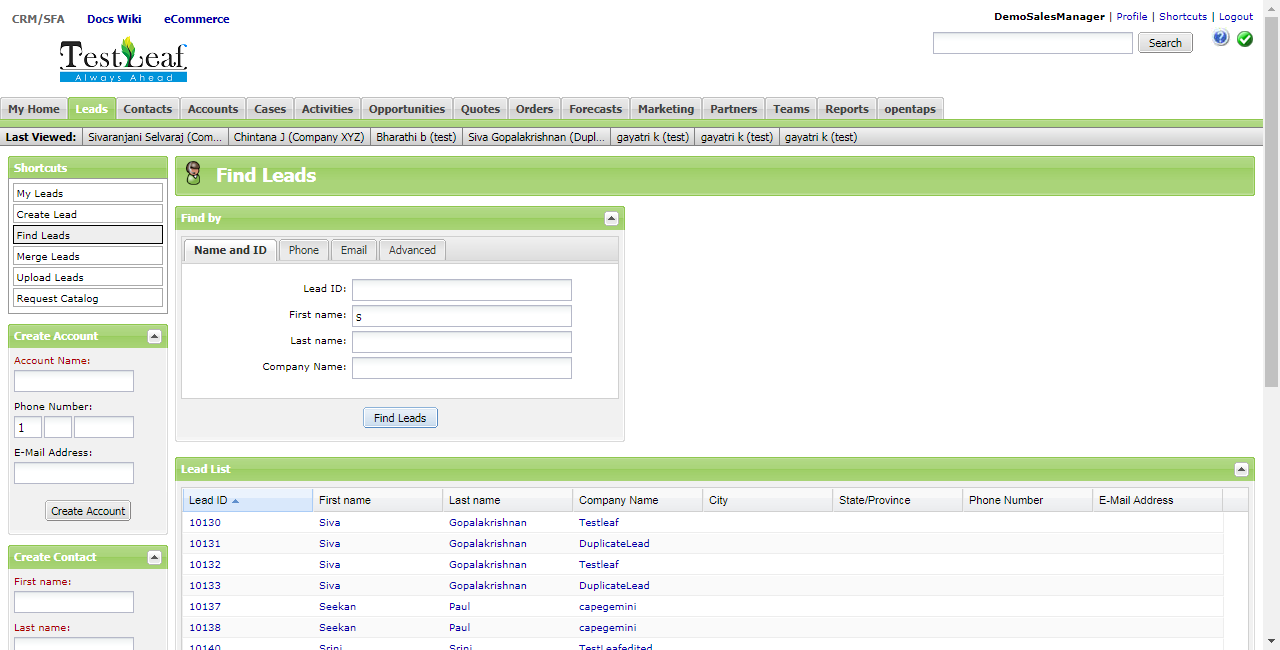 CRM/SFA Docs Wiki eCommerce
DemoSalesManager | Profile | Shortcuts | Logout
TestLeaf
Always Ahead
Search
?
My Home Leads Contacts Accounts Cases Activities Opportunities Quotes Orders Forecasts Marketing Partners Teams Reports opentaps
Last Viewed: Sivaranjani Selvaraj (Com... Chintana J (Company XYZ) Bharathi b (test) Siva Gopalakrishnan (Dupl... gayatri k (test) gayatri k (test) gayatri k (test)
Shortcuts
My Leads
Create Lead
Find Leads
Merge Leads
Upload Leads
Request Catalog
Create Account
Account Name:
Phone Number:
1
E-Mail Address:
Create Account
Create Contact
First name:
Last name:
Find Leads
Find by
Name and ID Phone Email Advanced
Lead ID:
First name: s
Last name:
Company Name:
Find Leads
Lead List
Lead ID First name Last name Company Name City State/Province Phone Number E-Mail Address
10130 Siva Gopalakrishnan Testleaf
10131 Siva Gopalakrishnan DuplicateLead
10132 Siva Gopalakrishnan Testleaf
10133 Siva Gopalakrishnan DuplicateLead
10137 Seekan Paul capegemini
10138 Seekan Paul capegemini
10140 Srini Srini TestLeafedited